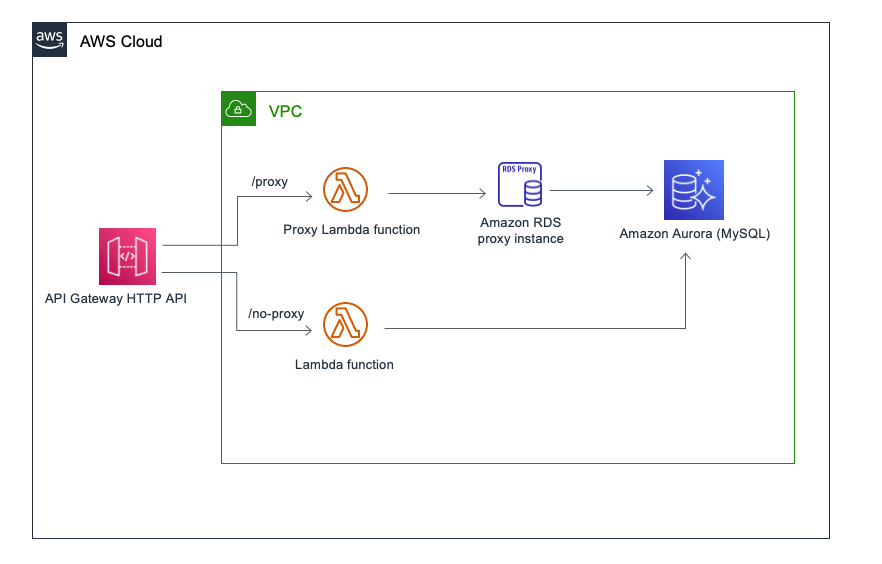 aws
AWS Cloud
VPC
/proxy
RDS Proxy
Proxy Lambda function
Amazon RDS
proxy instance
Amazon Aurora (MySQL)
</>
API Gateway HTTP API
/no-proxy
Lambda function